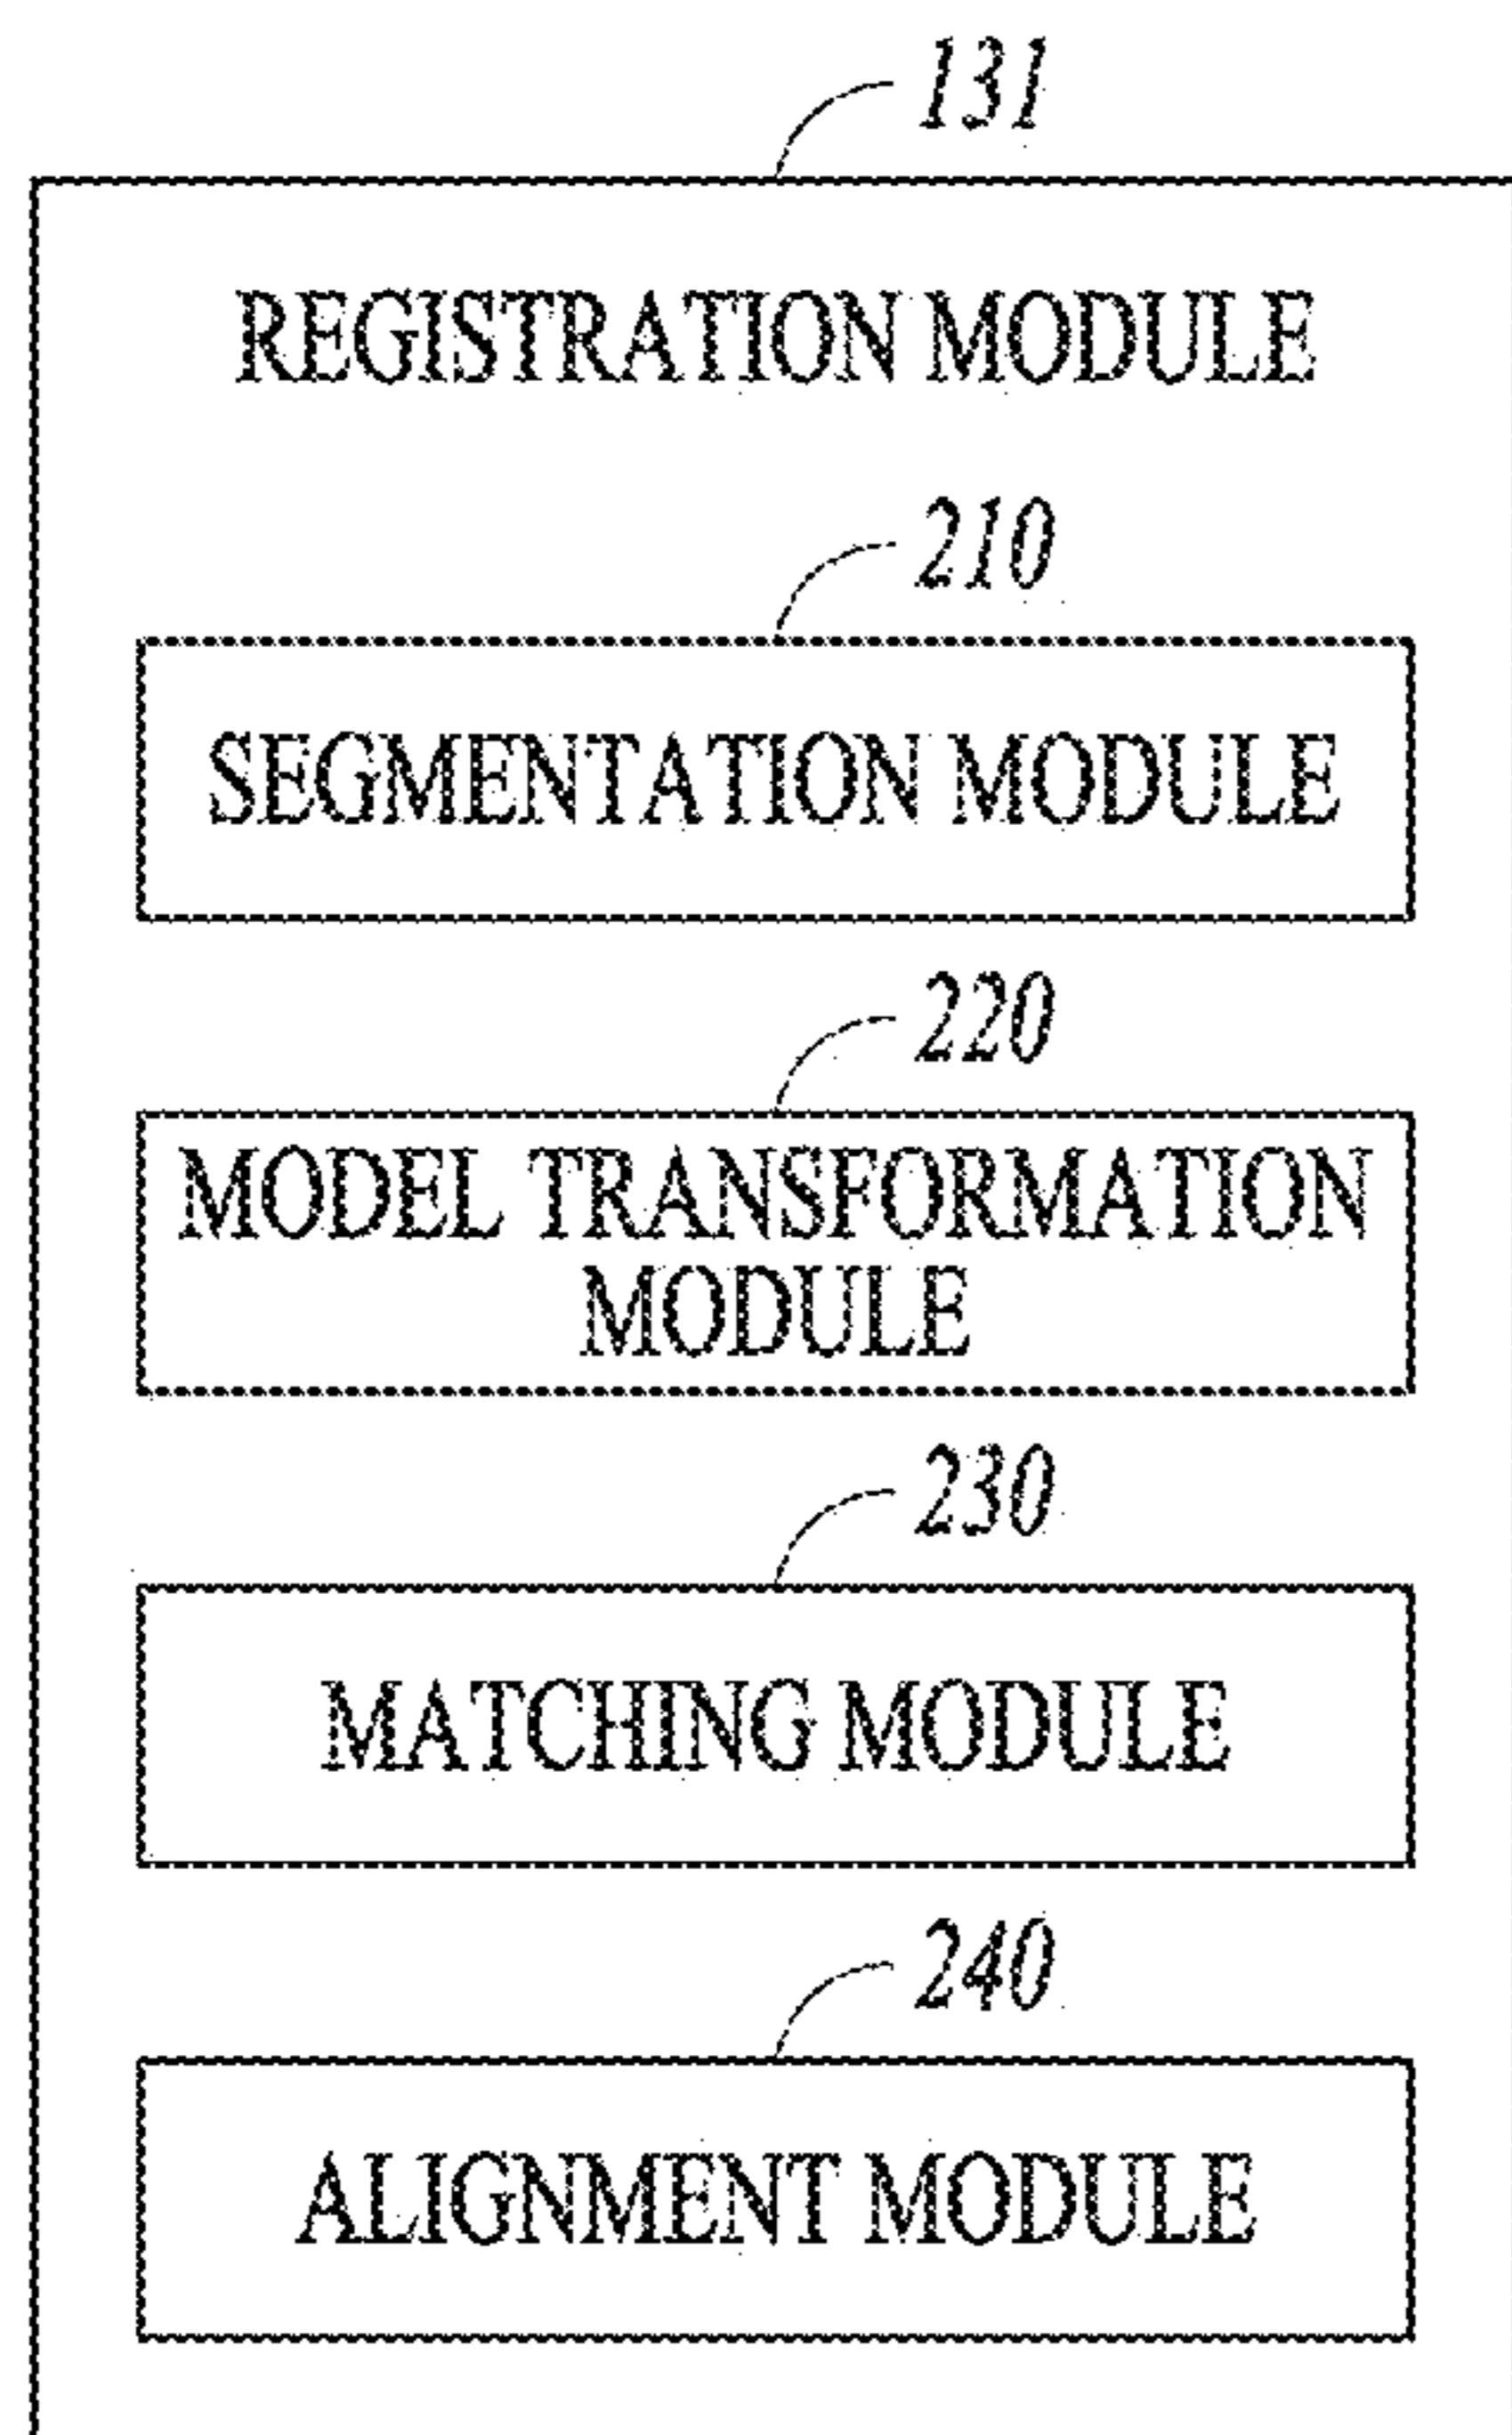 131
REGISTRATION MODULE
210
SEGMENTATION MODULE
220
MODEL TRANSFORMATION
MODULE
230
MATCHING MODULE
240
ALIGNMENT MODULE